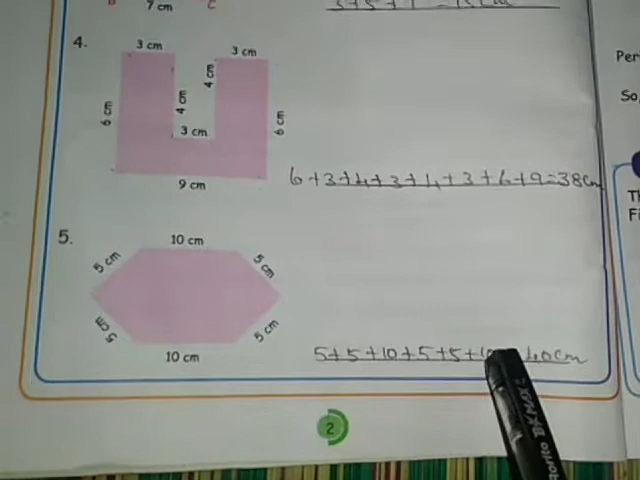 B 7 cm C
4.
3 cm
3 cm
6 cm
4 cm
4 cm
3 cm
6 cm
9 cm
6+3+4+3+4+3+6+9=38cm
5.
10 cm
5 cm
5 cm
5 cm
5 cm
10 cm
5+5+10+5+5+10 40cm
2
Per
So,
Th
Fi